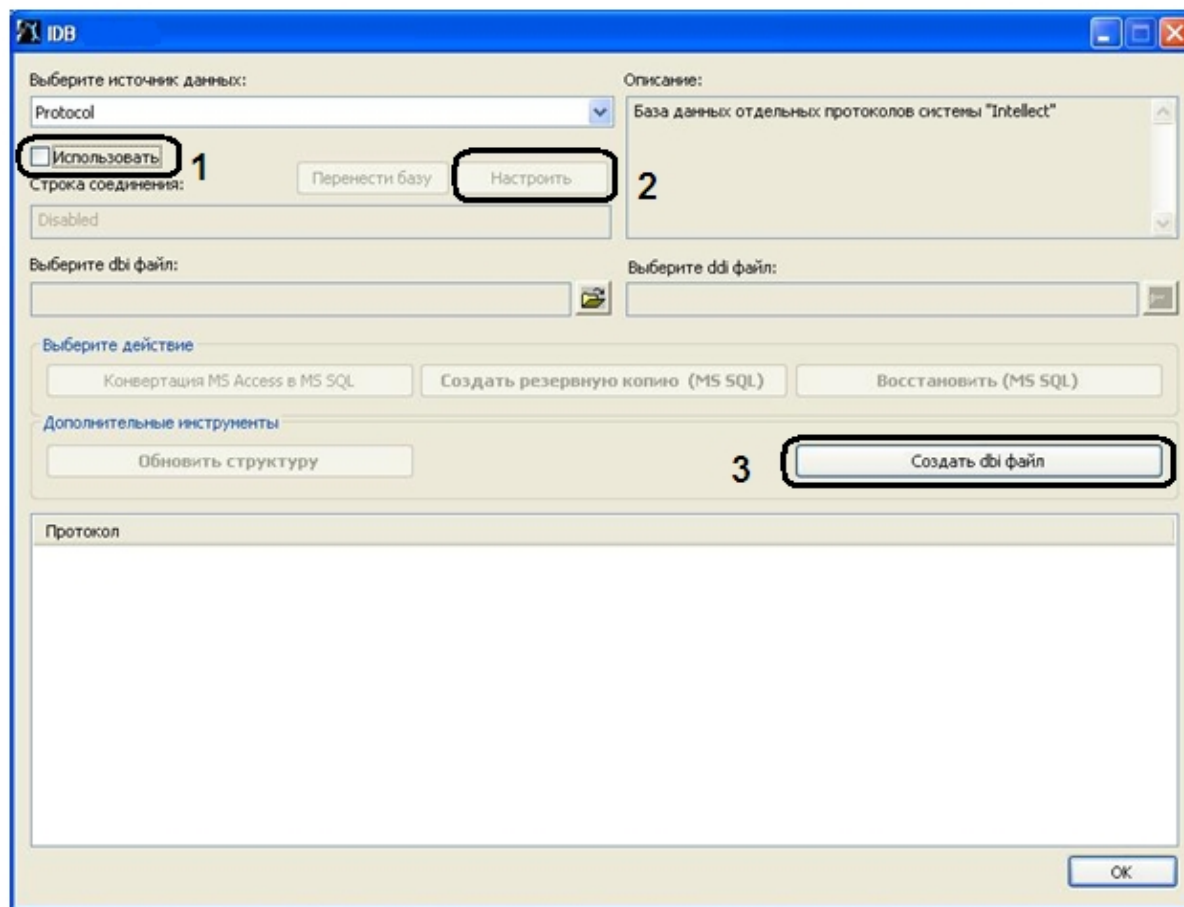 IDB
Выберите источник данных:
Описание:
Protocol
База данных отдельных протоколов системы "Intellect"
Использовать
1
Строка соединения:
Перенести базу
Настроить
2
Disabled
Выберите dbi файл:
Выберите ddi файл:
Выберите действие
Конвертация MS Access в MS SQL
Создать резервную копию (MS SQL)
Восстановить (MS SQL)
Дополнительные инструменты
Обновить структуру
3
Создать dbi файл
Протокол
OK